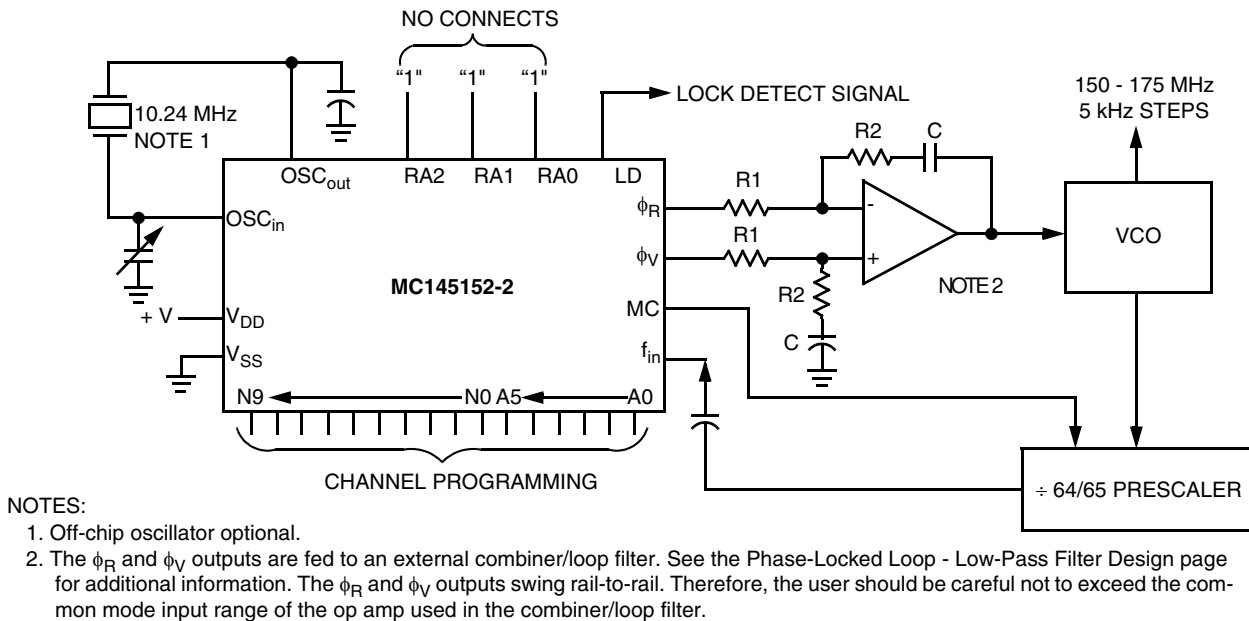 NO CONNECTS
“1" “1" “1"
10.24 MHz
NOTE 1
LOCK DETECT SIGNAL
150 - 175 MHz
5 kHz STEPS
R2 C
OSCout RA2 RA1 RA0 LD
R1
ϕR
-
OSCin
VCO
R1
ϕV
+
MC145152-2
NOTE 2
R2
MC
+ V VDD
C
fin
VSS
N9 N0 A5 A0
CHANNEL PROGRAMMING
÷ 64/65 PRESCALER
NOTES:
1. Off-chip oscillator optional.
2. The ϕR and ϕV outputs are fed to an external combiner/loop filter. See the Phase-Locked Loop - Low-Pass Filter Design page
for additional information. The ϕR and ϕV outputs swing rail-to-rail. Therefore, the user should be careful not to exceed the com-
mon mode input range of the op amp used in the combiner/loop filter.